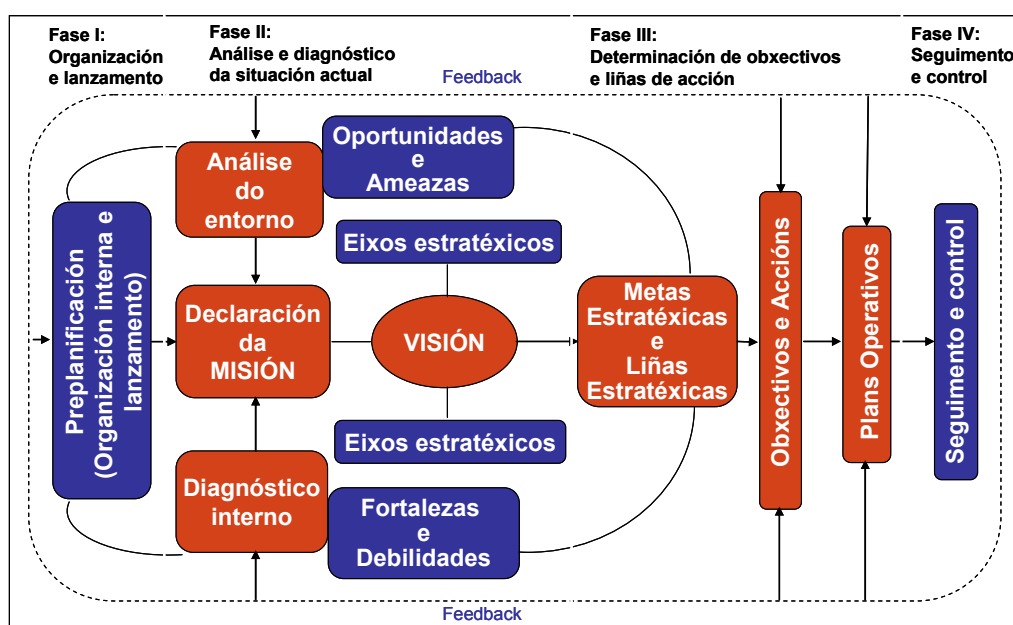 Fase I:
Organización
e lanzamento
Fase II:
Análise e diagnóstico
da situación actual
Fase III:
Determinación de obxectivos
e liñas de acción
Fase IV:
Seguimento
e control
Feedback
Preplanificación
(Organización interna e
lanzamento)
Análise
do
entorno
Oportunidades
e
Ameazas
Declaración
da
MISIÓN
Diagnóstico
interno
Fortalezas
e
Debilidades
Eixos estratéxicos
VISIÓN
Eixos estratéxicos
Metas
Estratéxicas
e
Liñas
Estratéxicas
Obxectivos e Accións
Plans Operativos
Seguimento e control
Feedback